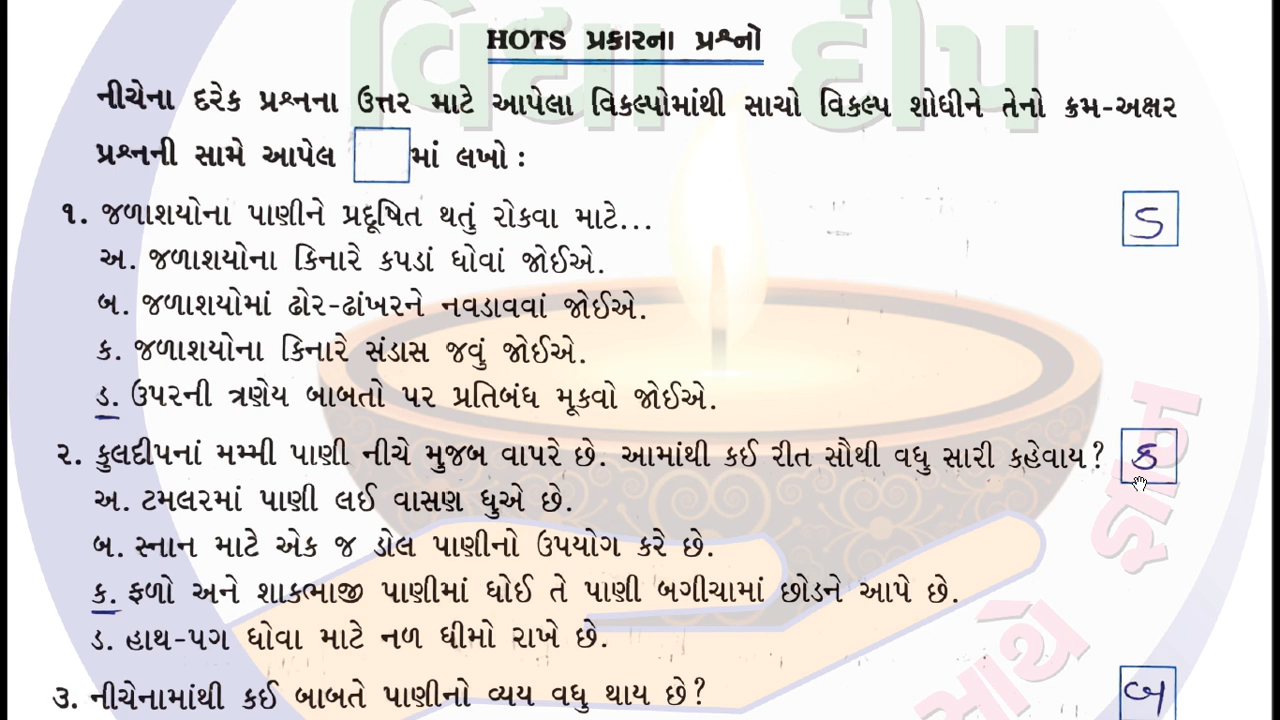 વિદ્યા દીપ
HOTS પ્રકારના પ્રશ્નો
નીચેના દરેક પ્રશ્નના ઉત્તર માટે આપેલા વિકલ્પોમાંથી સાચો વિકલ્પ શોધીને તેનો ક્રમ-અક્ષર
પ્રશ્નની સામે આપેલ માં લખો :
૧. જળાશયોના પાણીને પ્રદૂષિત થતું રોકવા માટે... ડ
અ. જળાશયોના કિનારે કપડાં ધોવાં જોઈએ.
બ. જળાશયોમાં ઢોર-ઢાંખરને નવડાવવાં જોઈએ.
ક. જળાશયોના કિનારે સંડાસ જવું જોઈએ.
ડ. ઉપરની ત્રણેય બાબતો પર પ્રતિબંધ મૂકવો જોઈએ.
૨. કુલદીપનાં મમ્મી પાણી નીચે મુજબ વાપરે છે. આમાંથી કઈ રીત સૌથી વધુ સારી કહેવાય? ક
અ. ટમલરમાં પાણી લઈ વાસણ ધુએ છે.
બ. સ્નાન માટે એક જ ડોલ પાણીનો ઉપયોગ કરે છે.
ક. ફળો અને શાકભાજી પાણીમાં ધોઈ તે પાણી બગીચામાં છોડને આપે છે.
ડ. હાથ-પગ ધોવા માટે નળ ધીમો રાખે છે.
૩. નીચેનામાંથી કઈ બાબતે પાણીનો વ્યય વધુ થાય છે? બ
જ્ઞાન
સાથે